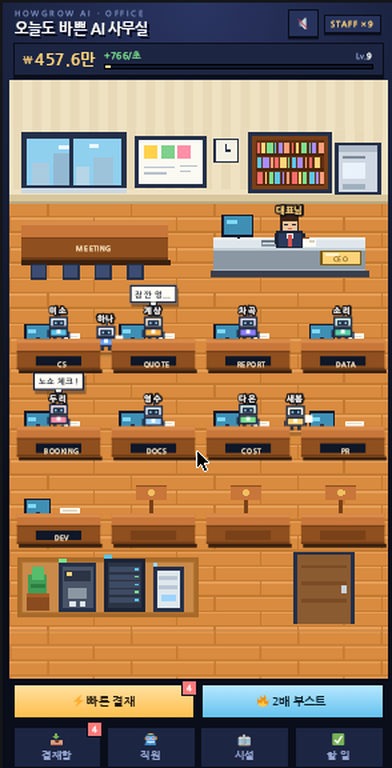 HOWGROW AI · OFFICE
오늘도 바쁜 AI 사무실
STAFF ×9
₩457.6만
+766/초
Lv.9
대표님
MEETING
CEO
잠깐 멍...
미소
하나
계상
차곡
소리
CS
QUOTE
REPORT
DATA
노쇼 체크!
두리
영수
다온
새봄
BOOKING
DOCS
COST
PR
DEV
⚡빠른 결재
4
🔥 2배 부스트
4
결재함
직원
시설
할 일